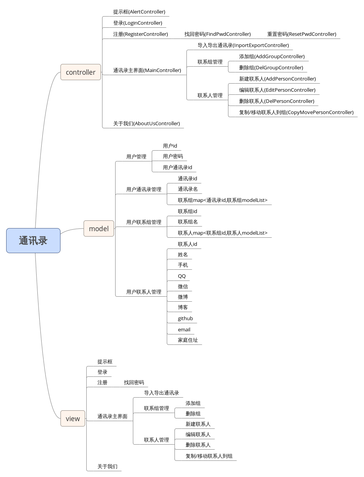 提示框(AlertController)
登录(LoginController)
注册(RegisterController) 找回密码(FindPwdController) 重置密码(ResetPwdController)
导入导出通讯录(ImportExportController)
添加组(AddGroupController)
联系组管理
删除组(DelGroupController)
controller
通讯录主界面(MainController)
新建联系人(AddPersonController)
编辑联系人(EditPersonController)
联系人管理
删除联系人(DelPersonController)
复制/移动联系人到组(CopyMovePersonController)
关于我们(AboutUsController)
用户id
用户管理
用户密码
用户通讯录id
通讯录id
用户通讯录管理
通讯录名
联系组map<通讯录id,联系组modelList>
联系组id
model
用户联系组管理
联系组名
联系人map<联系组id,联系人modelList>
通讯录
联系人id
姓名
手机
QQ
微信
用户联系人管理
微博
博客
github
email
家庭住址
提示框
登录
注册 找回密码
导入导出通讯录
添加组
联系组管理
删除组
view
通讯录主界面
新建联系人
编辑联系人
联系人管理
删除联系人
复制/移动联系人到组
关于我们